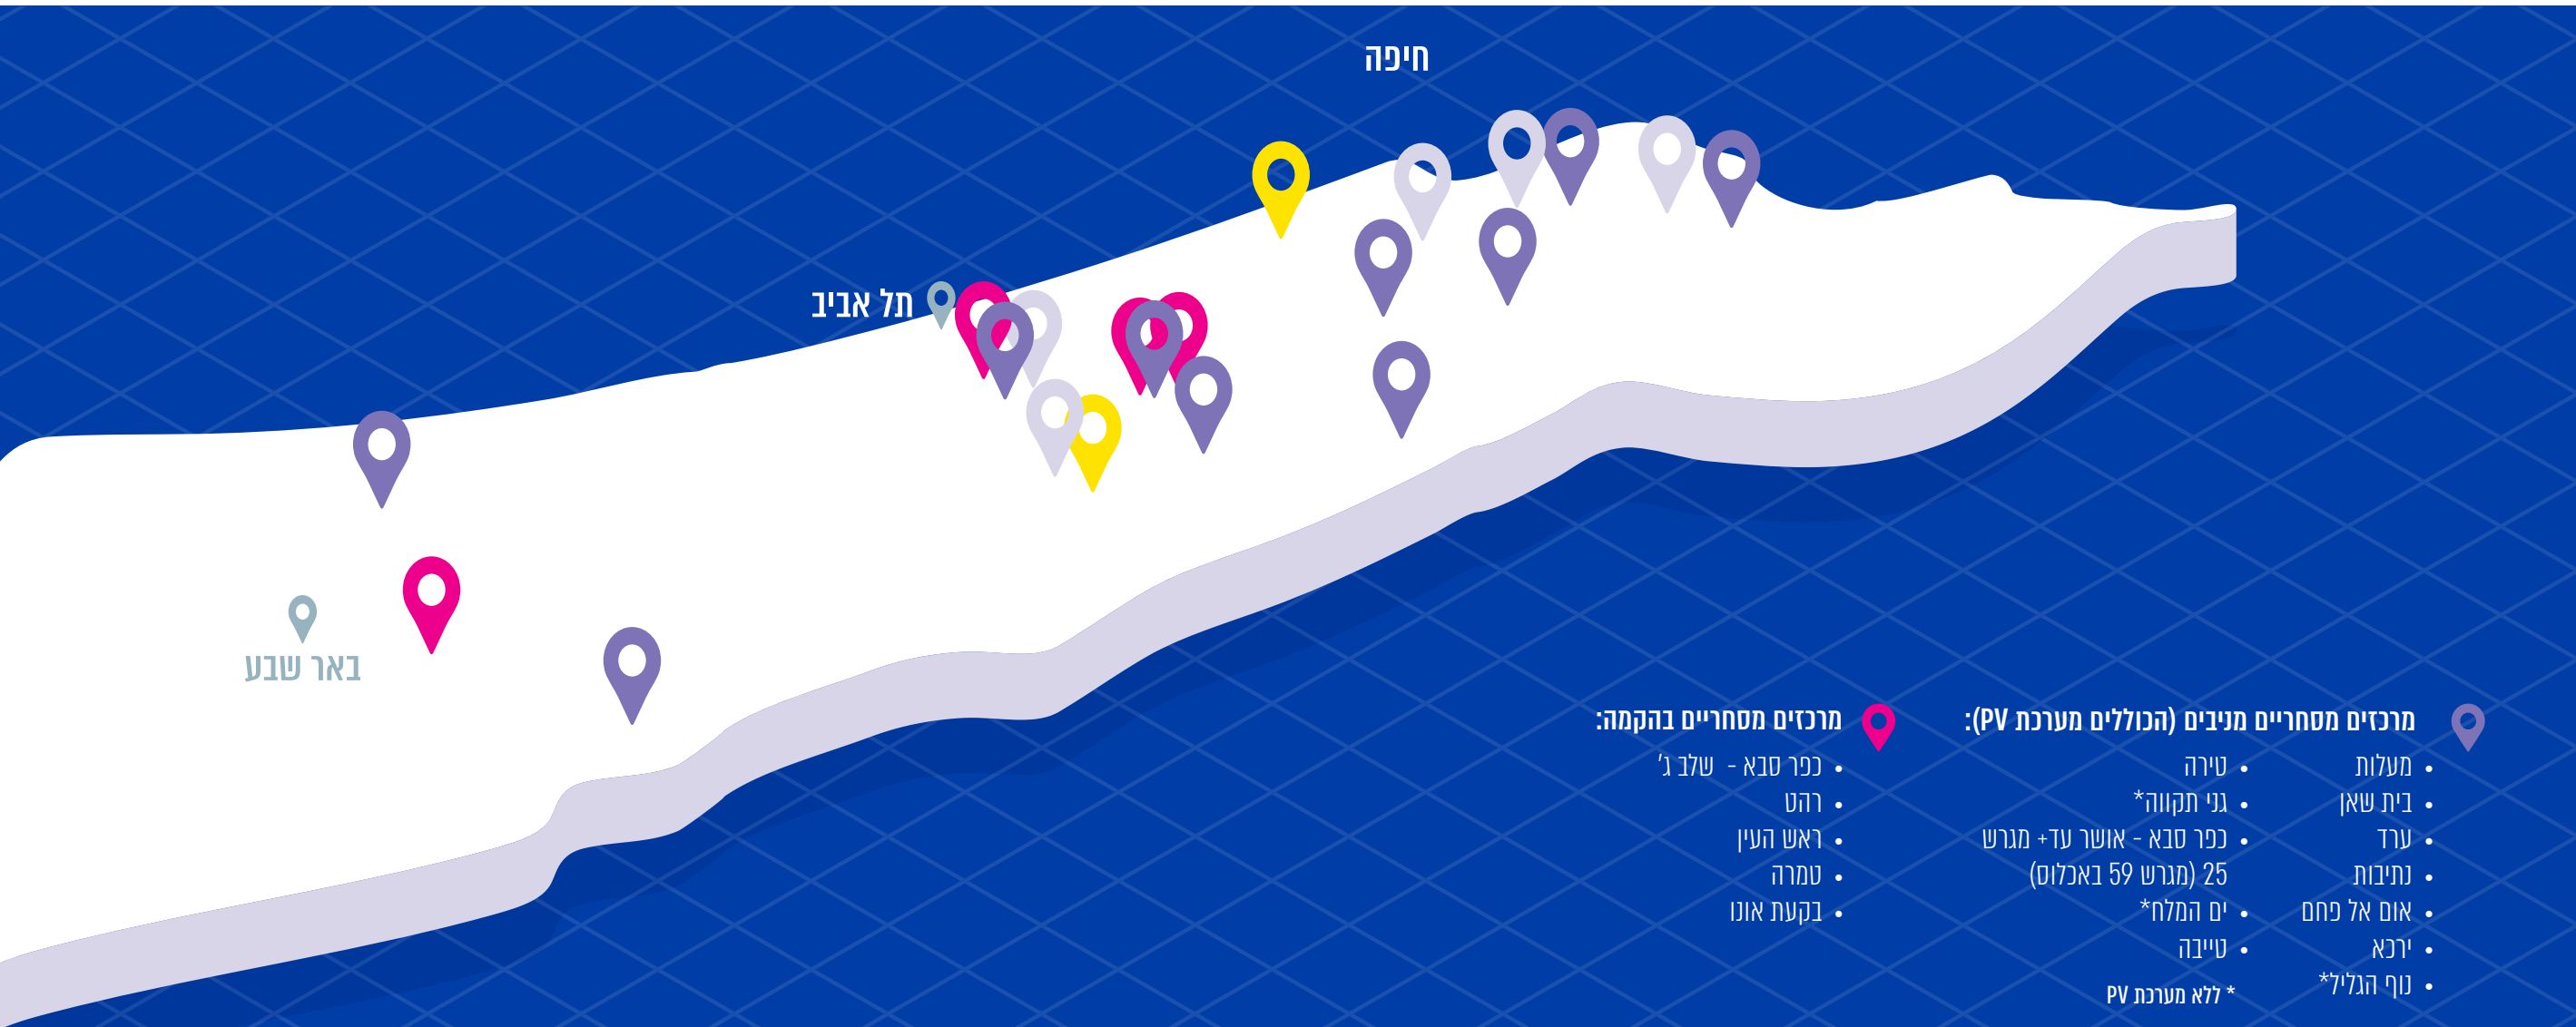 חיפה
תל אביב
באר שבע
מרכזים מסחריים מניבים (הכוללים מערכת PV):
• מעלות
• בית שאן
• ערד
• נתיבות
• אום אל פחם
• ירכא
• נוף הגליל*
• טירה
• גני תקווה*
• כפר סבא - אושר עד+ מגרש
25 (מגרש 59 באכלוס)
• ים המלח*
• טייבה
* ללא מערכת PV
מרכזים מסחריים בהקמה:
• כפר סבא - שלב ג'
• רהט
• ראש העין
• טמרה
• בקעת אונו